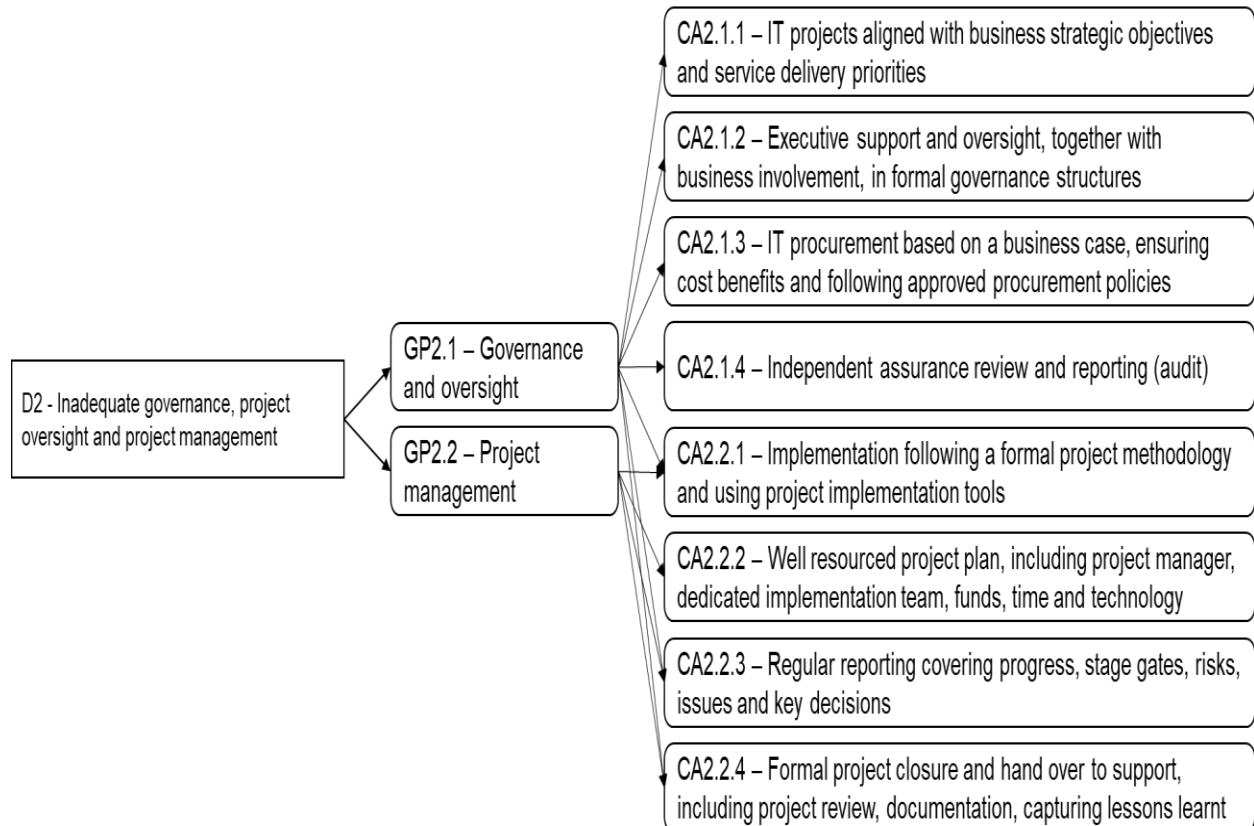 CA2.1.1 – IT projects aligned with business strategic objectives
and service delivery priorities
CA2.1.2 – Executive support and oversight, together with
business involvement, in formal governance structures
CA2.1.3 – IT procurement based on a business case, ensuring
cost benefits and following approved procurement policies
GP2.1 – Governance
and oversight
CA2.1.4 – Independent assurance review and reporting (audit)
D2 - Inadequate governance, project
oversight and project management
GP2.2 – Project
management
CA2.2.1 – Implementation following a formal project methodology
and using project implementation tools
CA2.2.2 – Well resourced project plan, including project manager,
dedicated implementation team, funds, time and technology
CA2.2.3 – Regular reporting covering progress, stage gates, risks,
issues and key decisions
CA2.2.4 – Formal project closure and hand over to support,
including project review, documentation, capturing lessons learnt